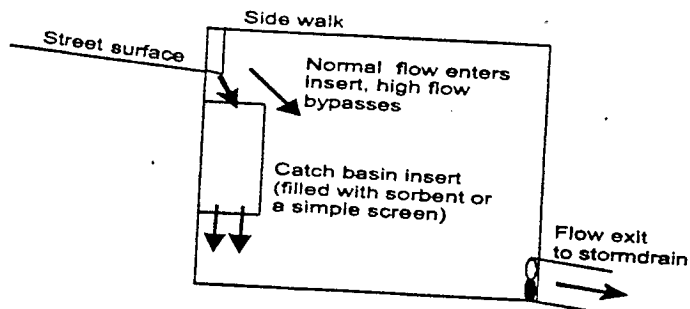 Side walk
Street surface
Normal flow enters
insert, high flow
bypasses
Catch basin insert
(filled with sorbent or
a simple screen)
Flow exit
to stormdrain